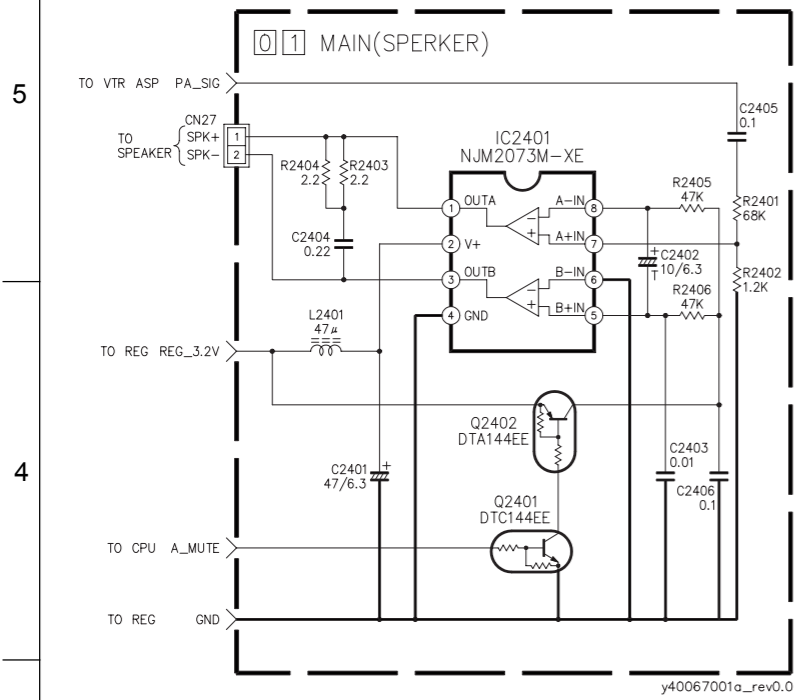 0 1 MAIN(SPERKER)
5
TO VTR ASP PA_SIG
C2405
0.1
CN27
TO
SPEAKER
SPK+
1
SPK-
2
IC2401
NJM2073M-XE
R2404
2.2
R2403
2.2
R2405
47K
R2401
68K
1
OUTA
A-IN
8
2
V+
A+IN
7
C2404
0.22
C2402
10/6.3
R2402
1.2K
3
OUTB
B-IN
6
R2406
47K
4
GND
B+IN
5
L2401
47μ
TO REG REG_3.2V
Q2402
DTA144EE
4
C2401
47/6.3
C2403
0.01
C2406
0.1
Q2401
DTC144EE
TO CPU A_MUTE
TO REG GND
y40067001a_rev0.0